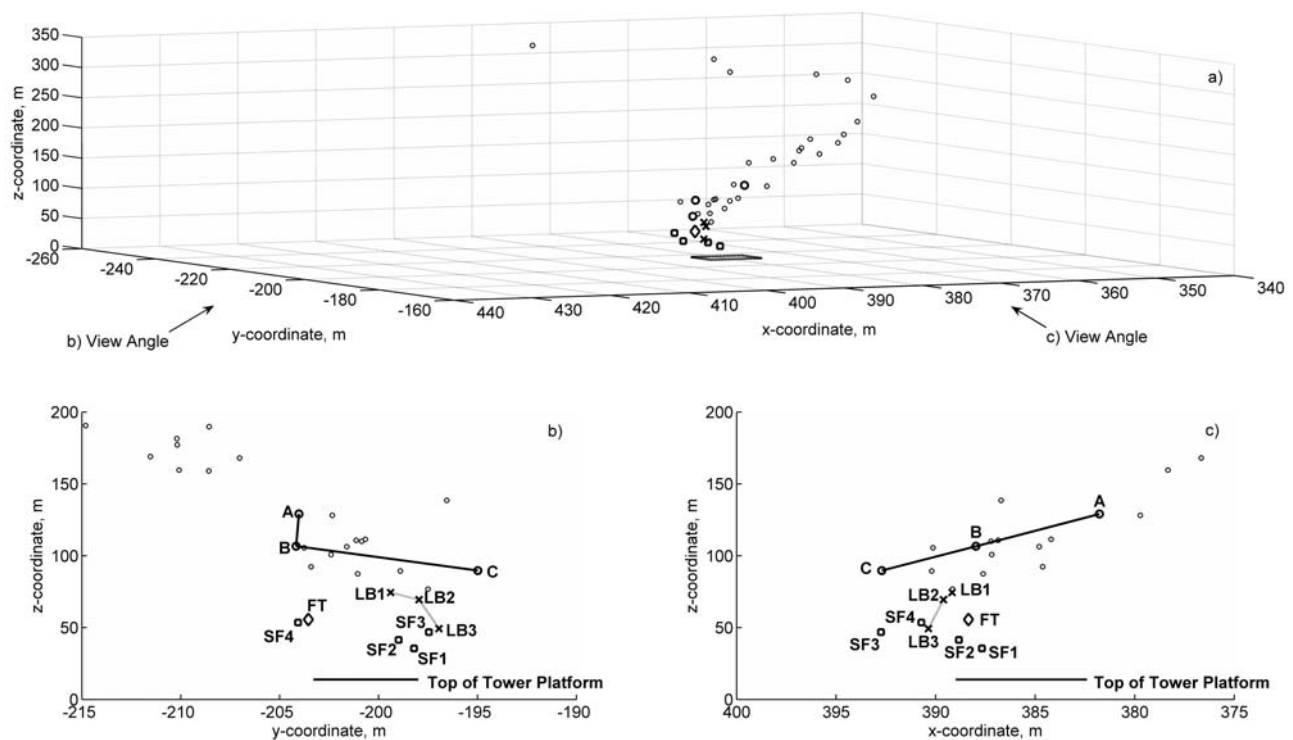 350
300
250
200
150
100
50
0
z-coordinate, m
a)
-260
-240
-220
-200
-180
-160
440
430
420
410
400
390
380
370
360
350
340
b) View Angle
y-coordinate, m
x-coordinate, m
c) View Angle
200
150
100
50
0
z-coordinate, m
b)
A
B
C
LB1
LB2
LB3
FT
SF4
SF3
SF2
SF1
Top of Tower Platform
-215
-210
-205
-200
-195
-190
y-coordinate, m
200
150
100
50
0
z-coordinate, m
c)
A
B
C
LB2
LB1
SF4
FT
SF3
LB3
SF2
SF1
Top of Tower Platform
400
395
390
385
380
375
x-coordinate, m